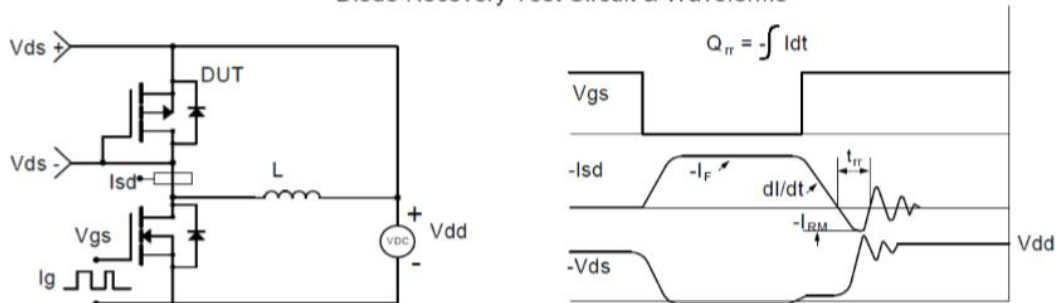 Diode Recovery Test Circuit & Waveforms
Vds +
DUT
Vds -
Isd
L
Vgs
Ig
+
VDC
-
Vdd
Qrr = -∫ Idt
Vgs
-Isd
-IF
dI/dt
trr
-IRM
Vdd
-Vds